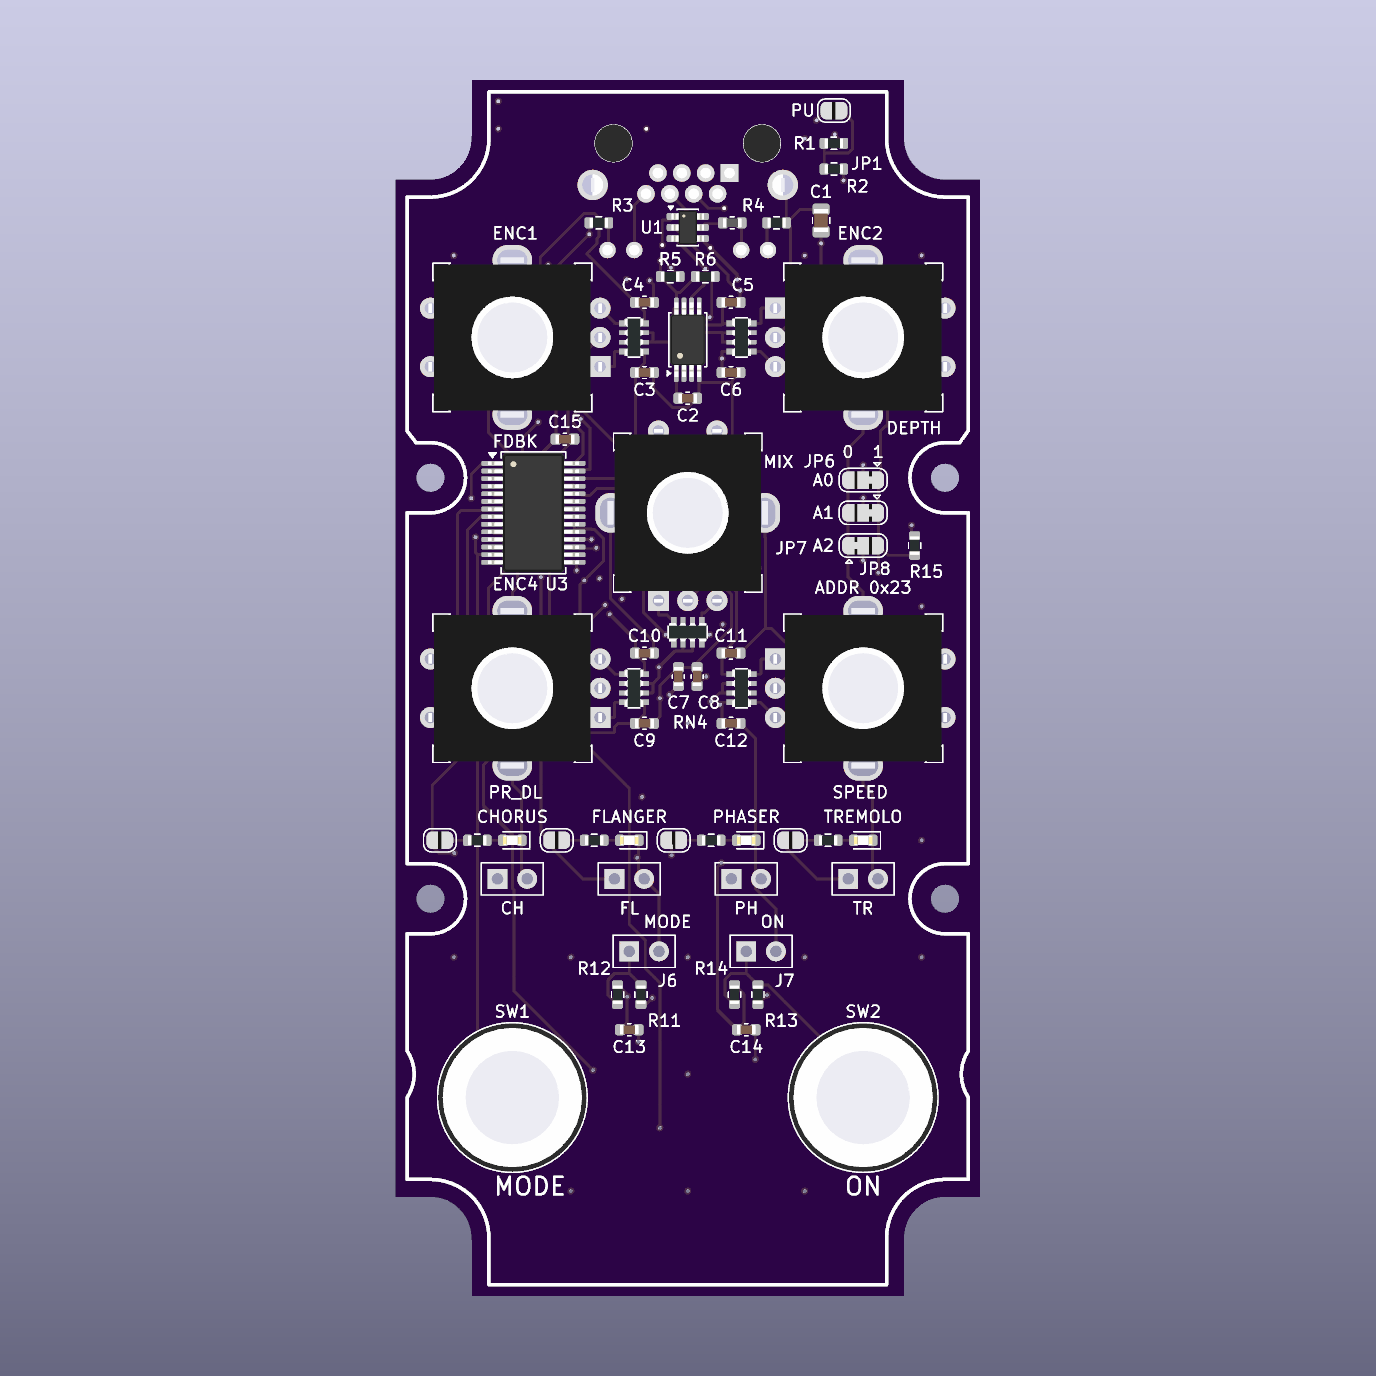 PU
R1
JP1
R2
C1
R3
R4
U1
ENC1
ENC2
R5 R6
C4
C5
C3
C6
C2
C15
FDBK
DEPTH
0 1
MIX JP6
A0
A1
JP7 A2
JP8
R15
ENC4 U3
ADDR 0x23
C10
C11
C7 C8
RN4
C9
C12
PR_DL
SPEED
CHORUS
FLANGER
PHASER
TREMOLO
CH
FL
PH
TR
MODE
ON
R12
J6
R14
J7
SW1
R11
R13
SW2
C13
C14
MODE
ON